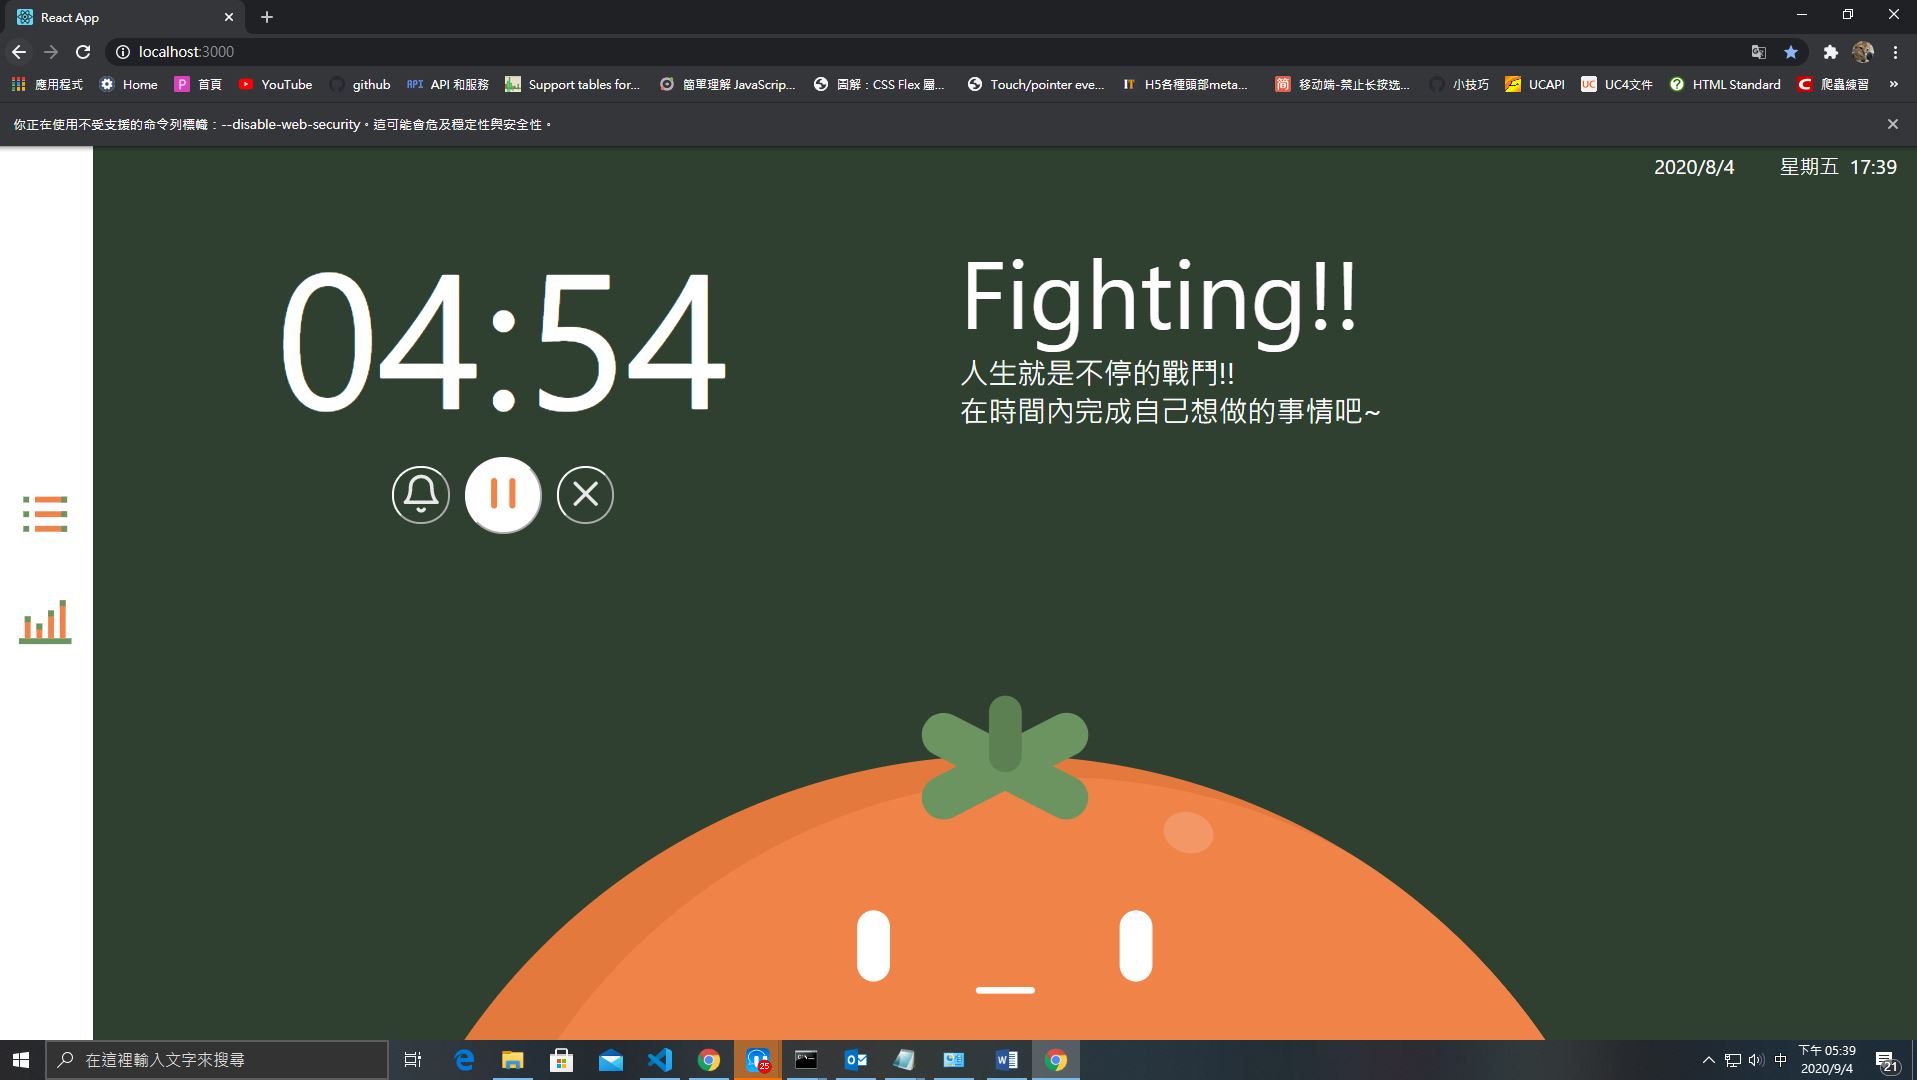 React App
localhost:3000
應用程式
Home
首頁
YouTube
github
API API 和服務
Support tables for...
簡單理解 JavaScrip...
圖解：CSS Flex 屬...
Touch/pointer eve...
IT H5各種頭部meta...
簡 移动端-禁止长按选...
小技巧
UCAPI
UC UC4文件
HTML Standard
C 爬蟲練習
»
你正在使用不受支援的命令列標幟：--disable-web-security。這可能會危及穩定性與安全性。
2020/8/4 星期五 17:39
04:54
Fighting!!
人生就是不停的戰鬥!!
在時間內完成自己想做的事情吧~
在這裡輸入文字來搜尋
25
中
下午 05:39
2020/9/4
21